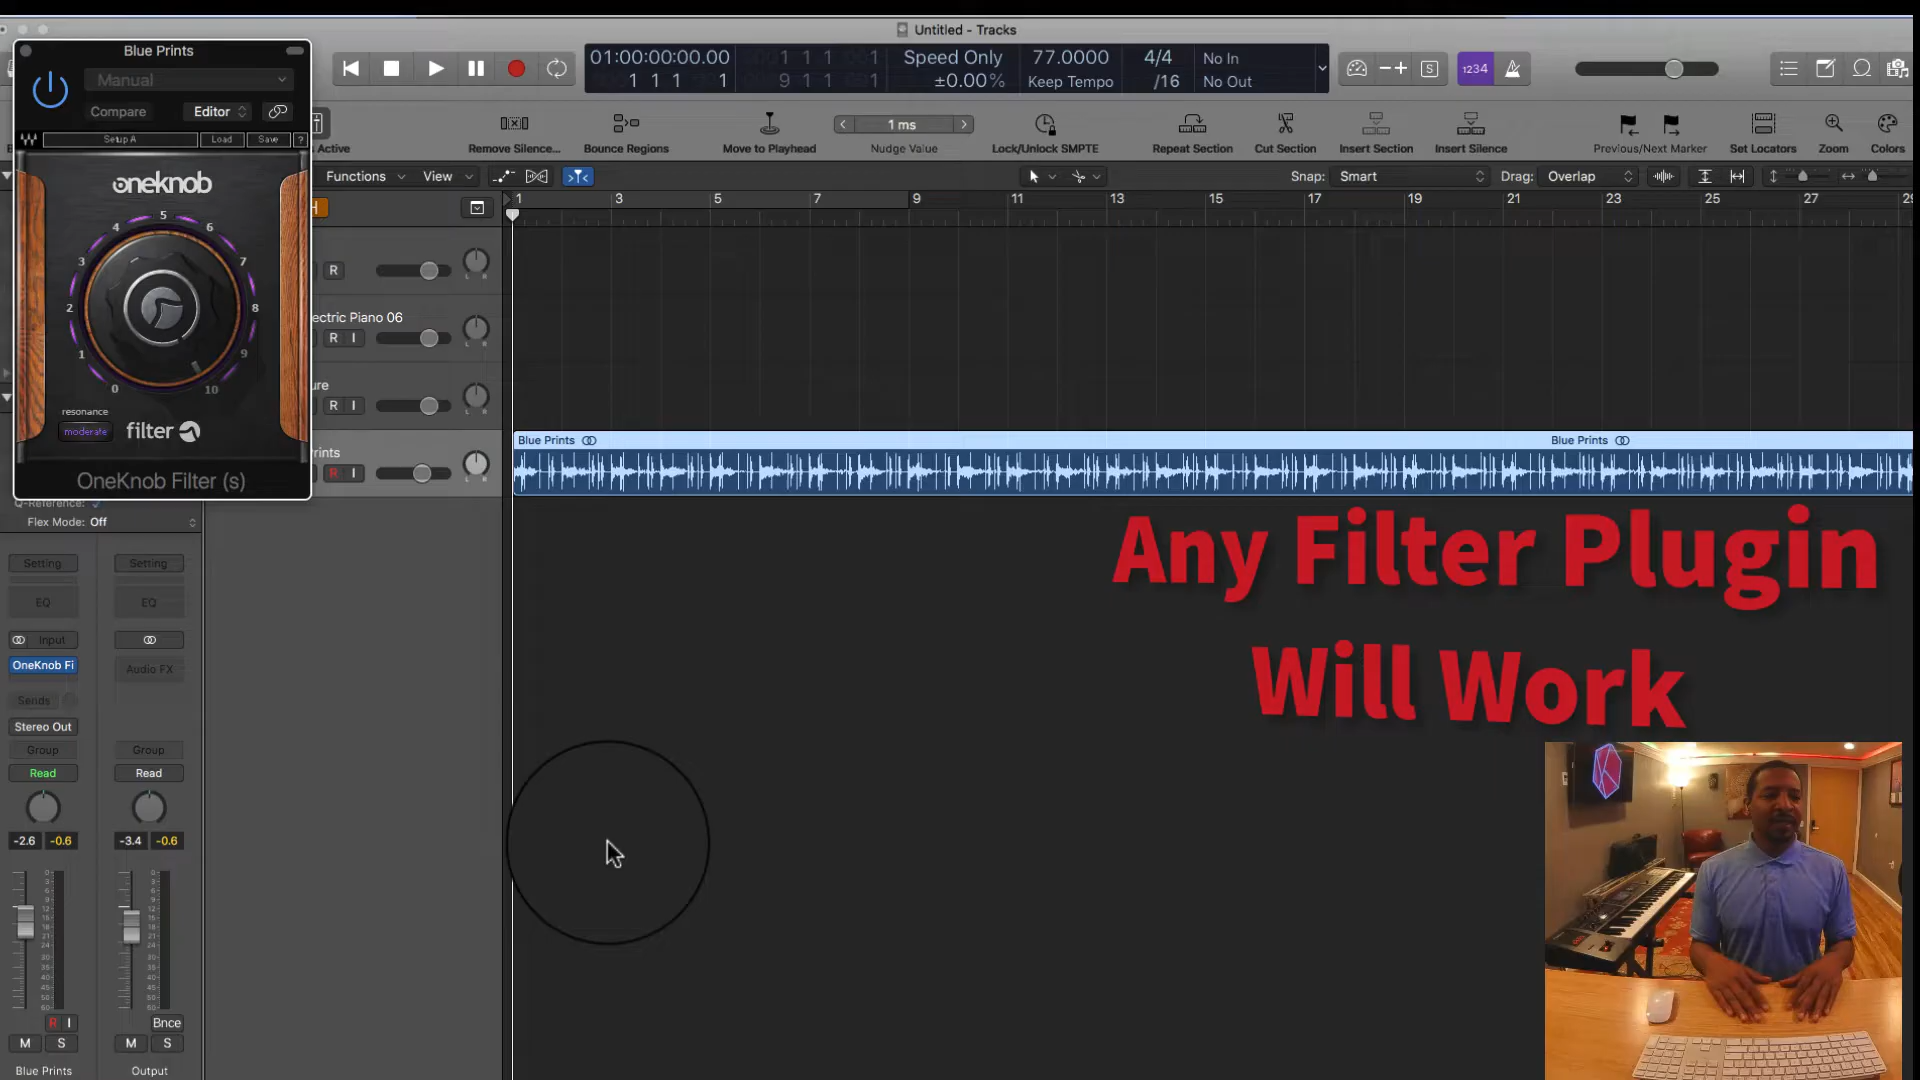 Untitled - Tracks
Blue Prints
Manual
Compare
Editor
Setup A
Load
Save
?
oneknob
0
1
2
3
4
5
6
7
8
9
10
resonance
moderate
filter
OneKnob Filter (s)
01:00:00:00.00
1 1 1 1
1 1 1
9 1 1
Speed Only
±0.00%
77.0000
Keep Tempo
4/4
/16
No In
No Out
S
1234
Active
Remove Silence...
Bounce Regions
Move to Playhead
1 ms
Nudge Value
Lock/Unlock SMPTE
Repeat Section
Cut Section
Insert Section
Insert Silence
Previous/Next Marker
Set Locators
Zoom
Colors
Functions
View
Snap:
Smart
Drag:
Overlap
1
3
5
7
9
11
13
15
17
19
21
23
25
27
29
R
L R
ectric Piano 06
R I
L R
ure
R I
L R
rints
R I
L R
Blue Prints
Blue Prints
Any Filter Plugin
Will Work
Q-Reference:
Flex Mode: Off
Setting
Setting
EQ
EQ
Input
OneKnob Fi
Audio FX
Sends
Stereo Out
Group
Group
Read
Read
-2.6
-0.6
-3.4
-0.6
R I
Bnce
M
S
M
S
Blue Prints
Output